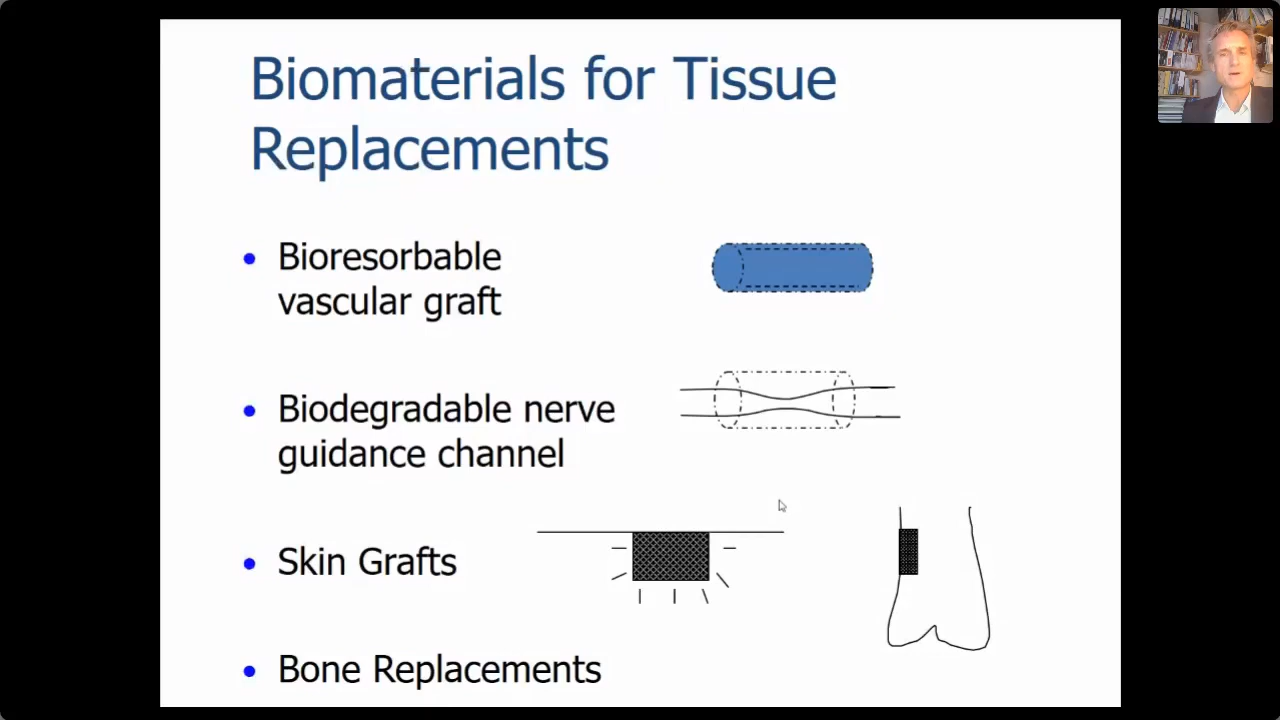 Biomaterials for Tissue
Replacements
• Bioresorbable
vascular graft
• Biodegradable nerve
guidance channel
• Skin Grafts
• Bone Replacements